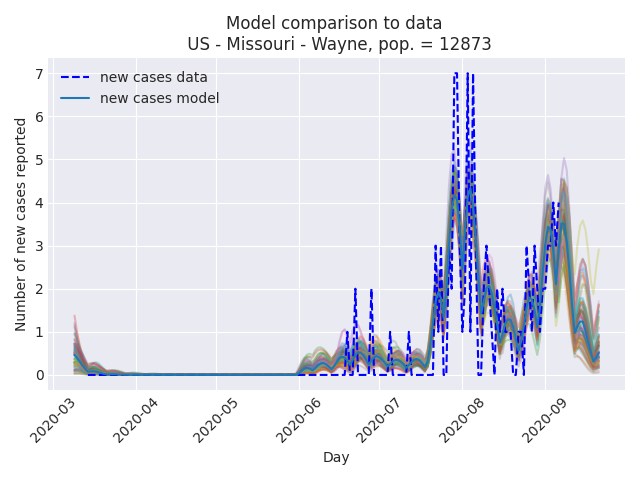 Model comparison to data
US - Missouri - Wayne, pop. = 12873
new cases data
new cases model
Number of new cases reported
7
6
5
4
3
2
1
0
2020-03
2020-04
2020-05
2020-06
2020-07
2020-08
2020-09
Day